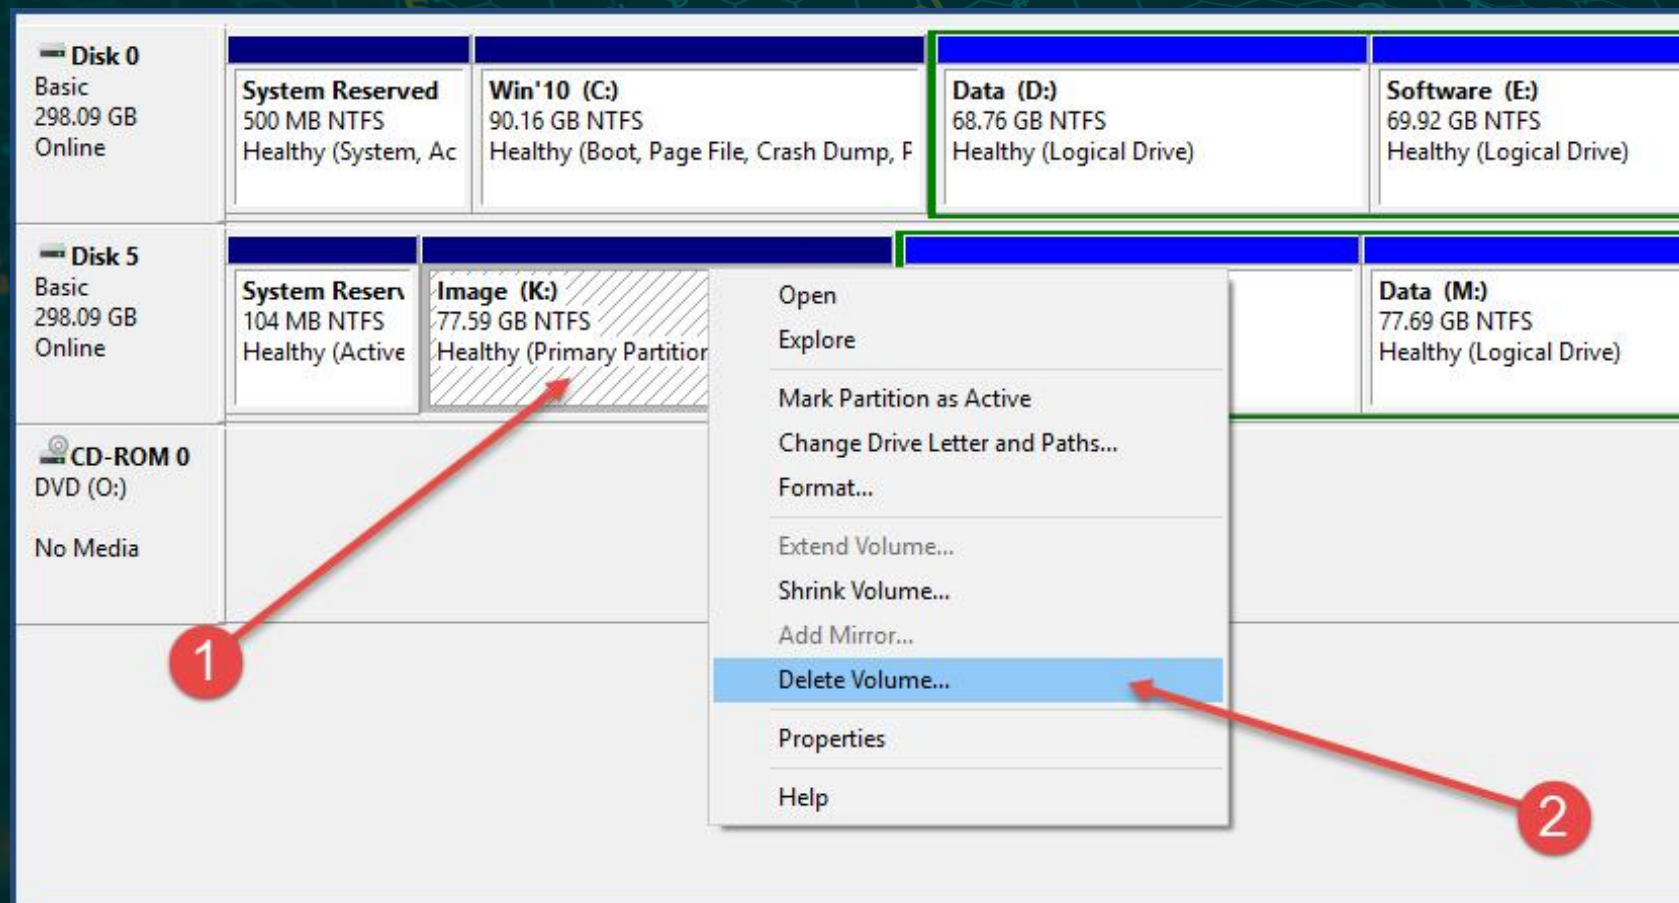 Disk 0
Basic
298.09 GB
Online
System Reserved
500 MB NTFS
Healthy (System, Ac
Win'10 (C:)
90.16 GB NTFS
Healthy (Boot, Page File, Crash Dump, P
Data (D:)
68.76 GB NTFS
Healthy (Logical Drive)
Software (E:)
69.92 GB NTFS
Healthy (Logical Drive)
Disk 5
Basic
298.09 GB
Online
System Reserv
104 MB NTFS
Healthy (Active
Image (K:)
77.59 GB NTFS
Healthy (Primary Partition
Data (M:)
77.69 GB NTFS
Healthy (Logical Drive)
CD-ROM 0
DVD (O:)
No Media
Open
Explore
Mark Partition as Active
Change Drive Letter and Paths...
Format...
Extend Volume...
Shrink Volume...
Add Mirror...
Delete Volume...
Properties
Help
1
2